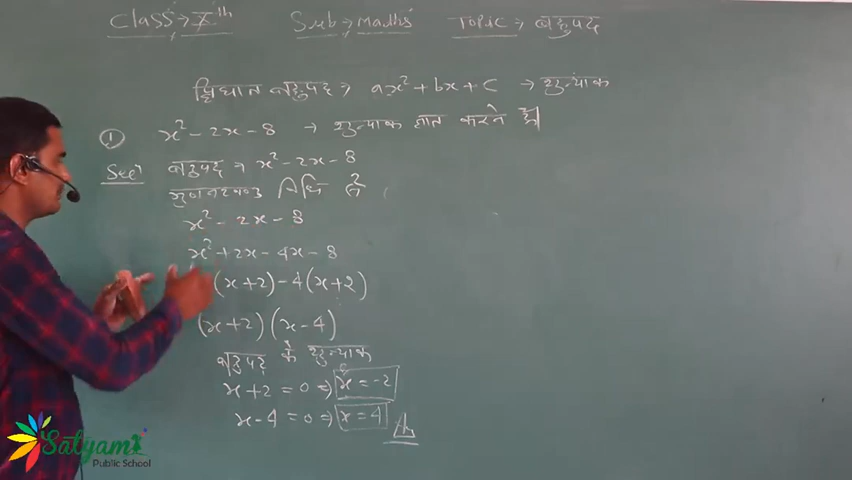 Class → Xth Sub → Maths Topic → बहुपद
द्विघात बहुपद → ax² + bx + c → शून्यांक
① x² - 2x - 8 → शून्यांक ज्ञात करने है|
Sol^n बहुपद → x² - 2x - 8
गुणनखण्ड विधि से
x² - 2x - 8
x² + 2x - 4x - 8
(x+2) - 4(x+2)
(x+2)(x-4)
बहुपद के शून्यांक
x+2 = 0 ⇒ x = -2
x-4 = 0 ⇒ x = 4
Satyam
Public School